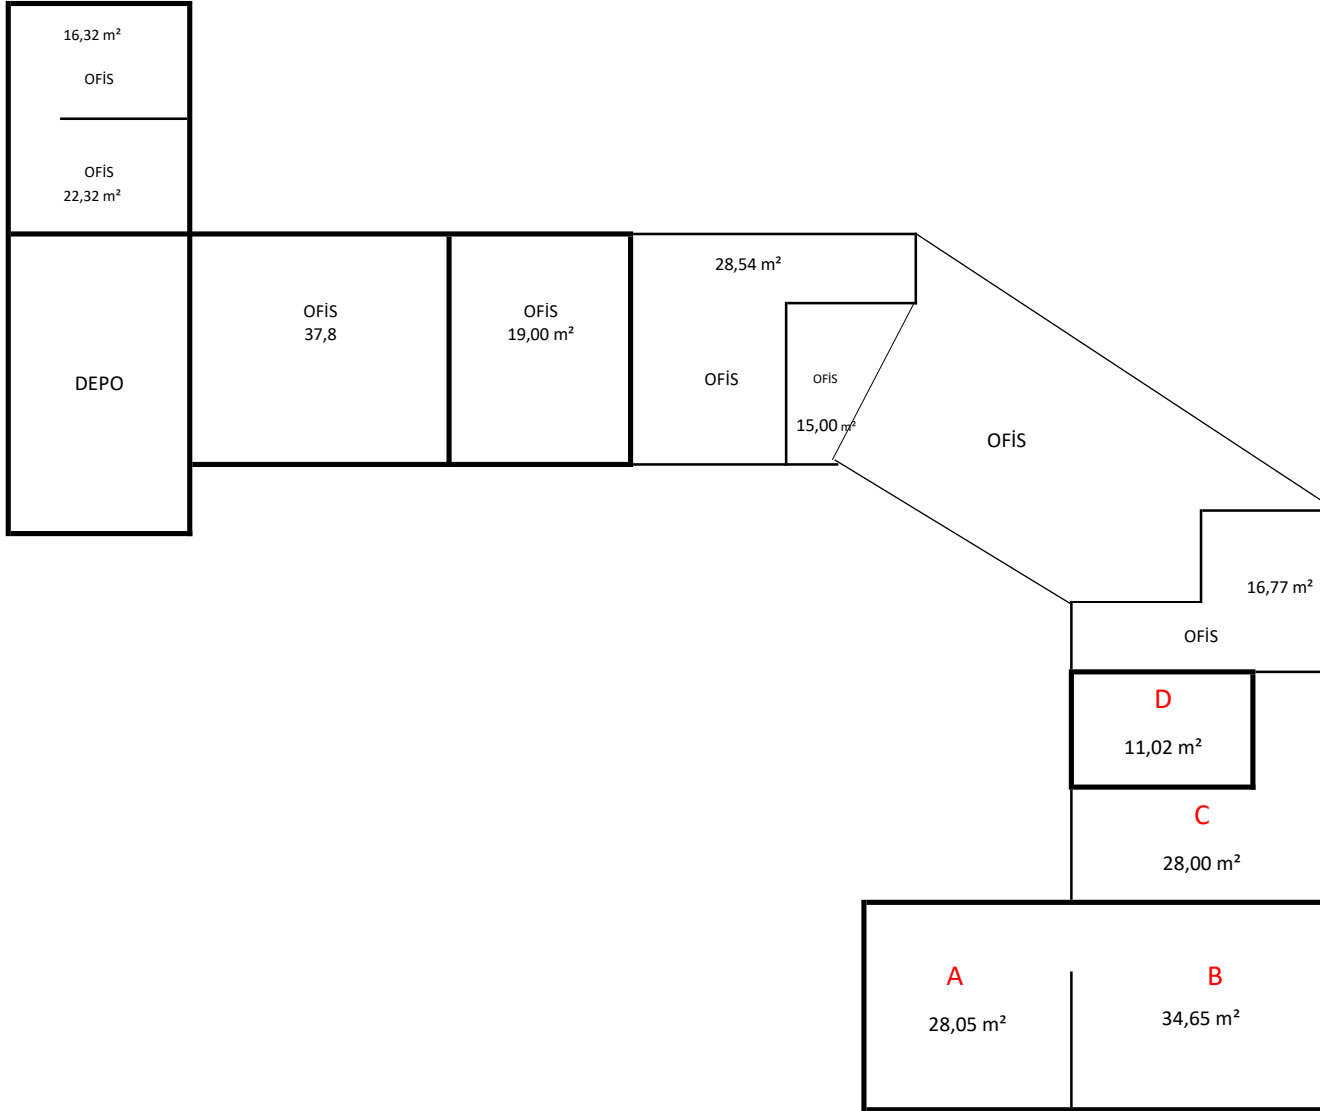 16,32 m²
OFİS
OFİS
22,32 m²
28,54 m²
OFİS
37,8
OFİS
19,00 m²
DEPO
OFİS
OFİS
15,00 m²
OFİS
16,77 m²
OFİS
D
11,02 m²
C
28,00 m²
A
28,05 m²
B
34,65 m²